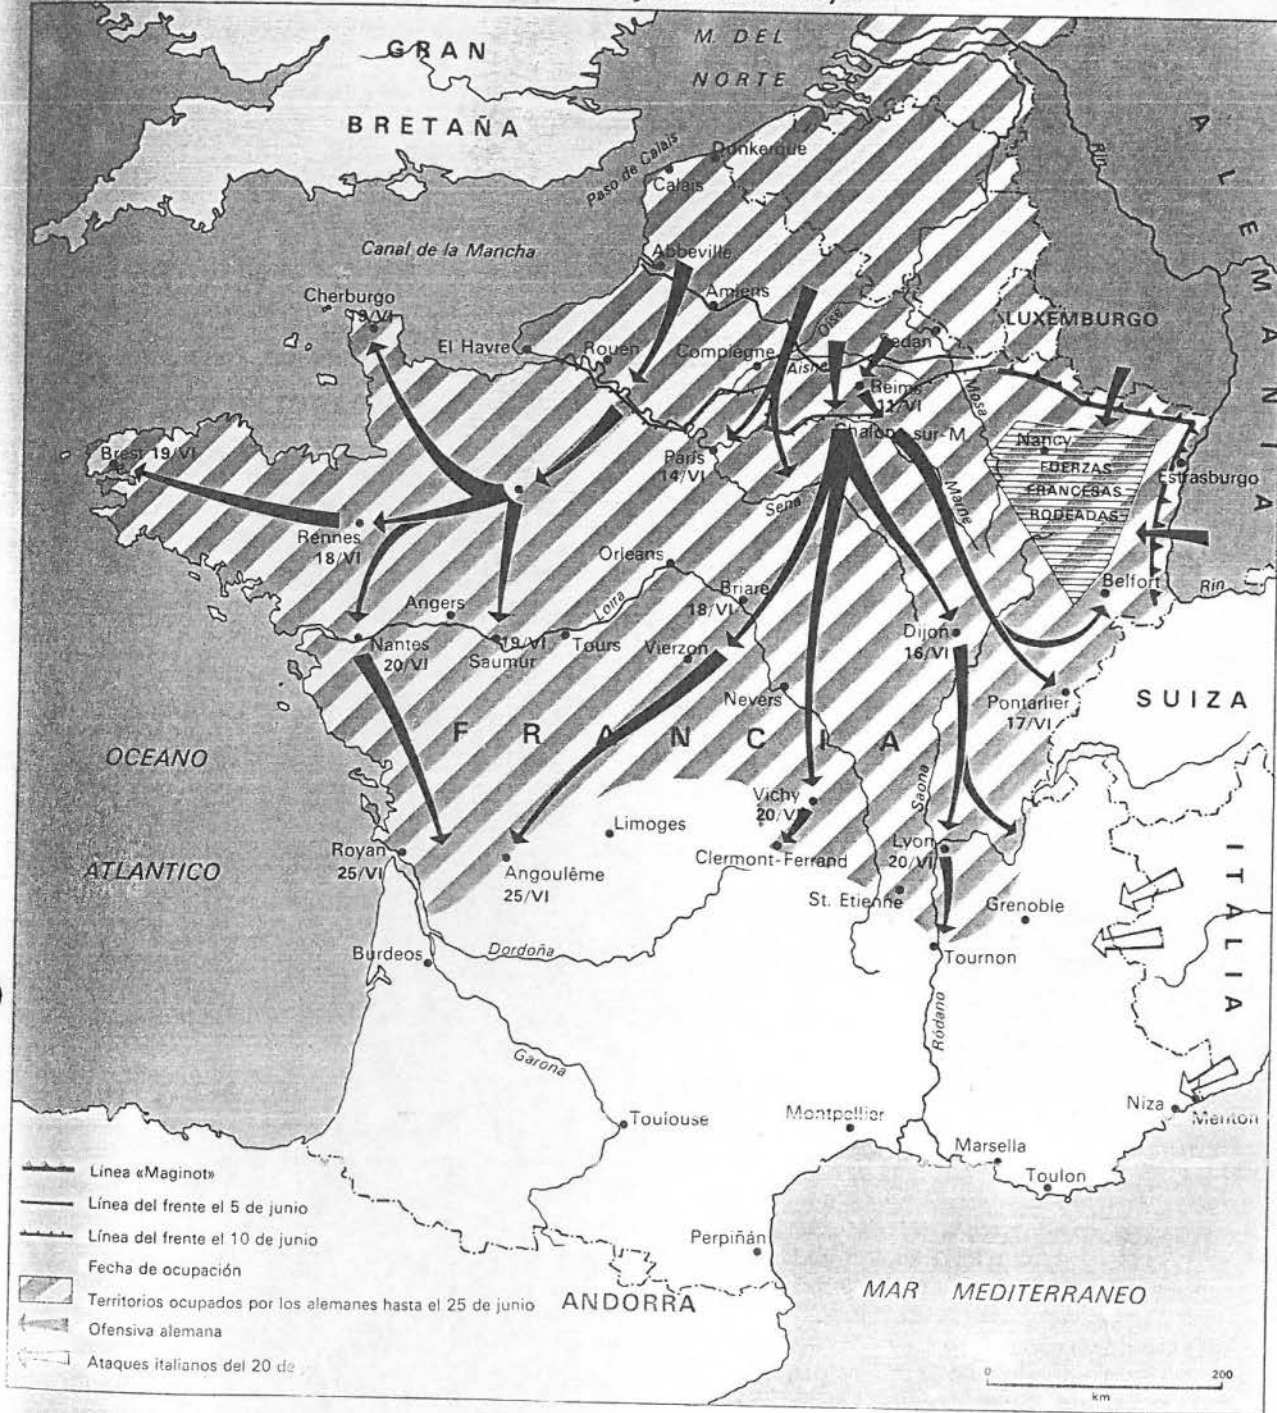 GRAN
BRETAÑA
M. DEL
NORTE
ALEMANIA
Rin
Paso de Calais
Dunkerque
Calais
Canal de la Mancha
Abbeville
Cherburgo
19/VI
Amiens
Oise
Sedan
LUXEMBURGO
El Havre
Rouen
Compiègne
Aisne
Reims
11/VI
Mosa
Chalons-sur-M.
Nancy
Brest 19/VI
París
14/VI
FUERZAS
FRANCESAS
RODEADAS
Estrasburgo
Sena
Marne
Rennes
18/VI
Orleans
Briare
18/VI
Belfort
Rin
Angers
Loira
Nantes
20/VI
19/VI
Saumur
Tours
Vierzon
Dijon
16/VI
Nevers
Pontarlier
17/VI
SUIZA
FRANCIA
OCEANO
ATLANTICO
Vichy
20/VI
Saona
Limoges
Royan
25/VI
Angoulême
25/VI
Clermont-Ferrand
Lyon
20/VI
ITALIA
St. Etienne
Grenoble
Burdeos
Dordoña
Tournon
Ródano
Garona
Toulouse
Montpellier
Niza
Menton
Marsella
Toulon
Perpiñán
ANDORRA
MAR MEDITERRANEO
Línea «Maginot»
Línea del frente el 5 de junio
Línea del frente el 10 de junio
Fecha de ocupación
Territorios ocupados por los alemanes hasta el 25 de junio
Ofensiva alemana
Ataques italianos del 20 de
0 200
km